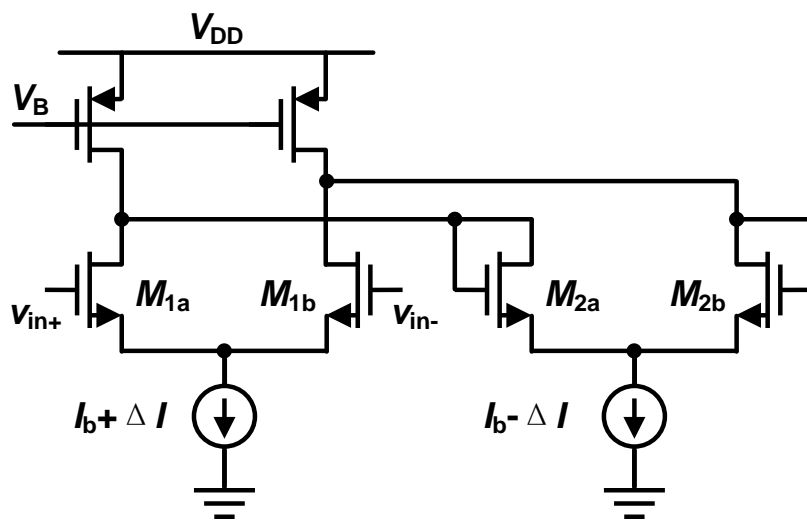 VDD
VB
M1a
M1b
M2a
M2b
vin+
vin-
Ib+ Δ I
Ib- Δ I